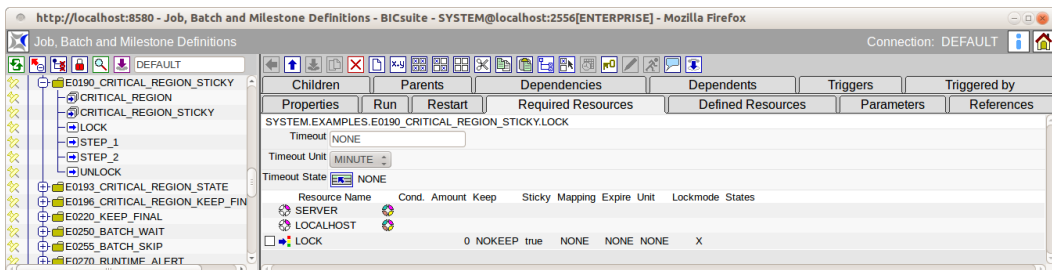 http://localhost:8580 - Job, Batch and Milestone Definitions - BICsuite - SYSTEM@localhost:2556[ENTERPRISE] - Mozilla Firefox
Job, Batch and Milestone Definitions
Connection: DEFAULT
DEFAULT
E0190_CRITICAL_REGION_STICKY
CRITICAL_REGION
CRITICAL_REGION_STICKY
LOCK
STEP_1
STEP_2
UNLOCK
E0193_CRITICAL_REGION_STATE
E0196_CRITICAL_REGION_KEEP_FIN
E0220_KEEP_FINAL
E0250_BATCH_WAIT
E0255_BATCH_SKIP
E0270_RUNTIME_ALERT
Children Parents Dependencies Dependents Triggers Triggered by
Properties Run Restart Required Resources Defined Resources Parameters References
SYSTEM.EXAMPLES.E0190_CRITICAL_REGION_STICKY.LOCK
Timeout NONE
Timeout Unit MINUTE
Timeout State NONE
Resource Name Cond. Amount Keep Sticky Mapping Expire Unit Lockmode States
SERVER
LOCALHOST
LOCK 0 NOKEEP true NONE NONE NONE X